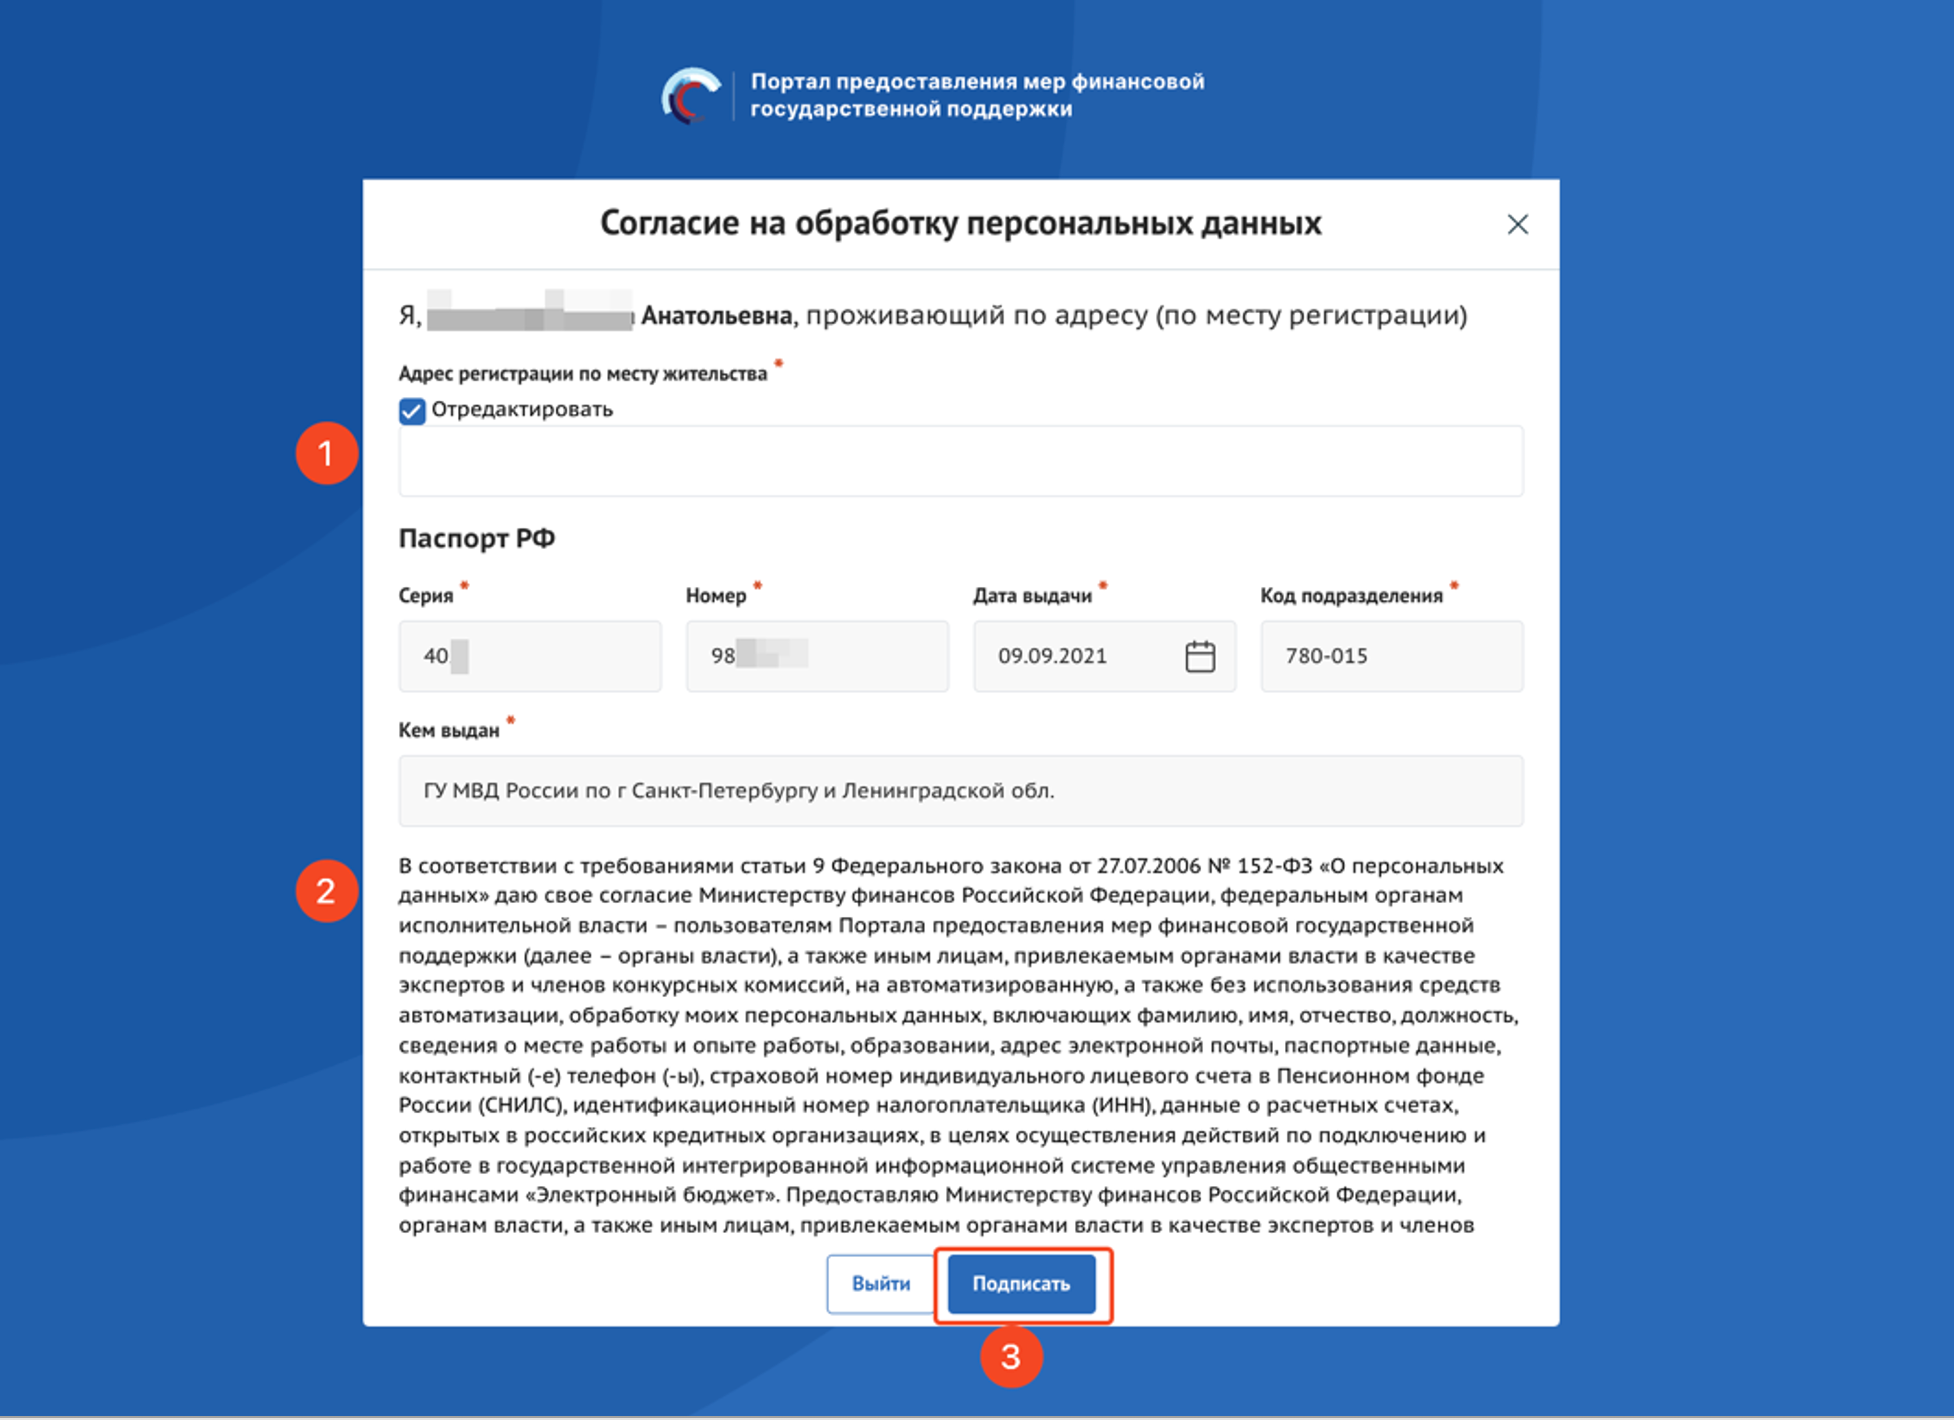 Портал предоставления мер финансовой
государственной поддержки
Согласие на обработку персональных данных
Я, Анатольевна, проживающий по адресу (по месту регистрации)
Адрес регистрации по месту жительства *
Отредактировать
1
Паспорт РФ
Серия * Номер * Дата выдачи * Код подразделения *
40 98 09.09.2021 780-015
Кем выдан *
ГУ МВД России по г Санкт-Петербургу и Ленинградской обл.
2
В соответствии с требованиями статьи 9 Федерального закона от 27.07.2006 № 152-ФЗ «О персональных
данных» даю свое согласие Министерству финансов Российской Федерации, федеральным органам
исполнительной власти – пользователям Портала предоставления мер финансовой государственной
поддержки (далее – органы власти), а также иным лицам, привлекаемым органами власти в качестве
экспертов и членов конкурсных комиссий, на автоматизированную, а также без использования средств
автоматизации, обработку моих персональных данных, включающих фамилию, имя, отчество, должность,
сведения о месте работы и опыте работы, образовании, адрес электронной почты, паспортные данные,
контактный (-е) телефон (-ы), страховой номер индивидуального лицевого счета в Пенсионном фонде
России (СНИЛС), идентификационный номер налогоплательщика (ИНН), данные о расчетных счетах,
открытых в российских кредитных организациях, в целях осуществления действий по подключению и
работе в государственной интегрированной информационной системе управления общественными
финансами «Электронный бюджет». Предоставляю Министерству финансов Российской Федерации,
органам власти, а также иным лицам, привлекаемым органами власти в качестве экспертов и членов
Выйти Подписать
3